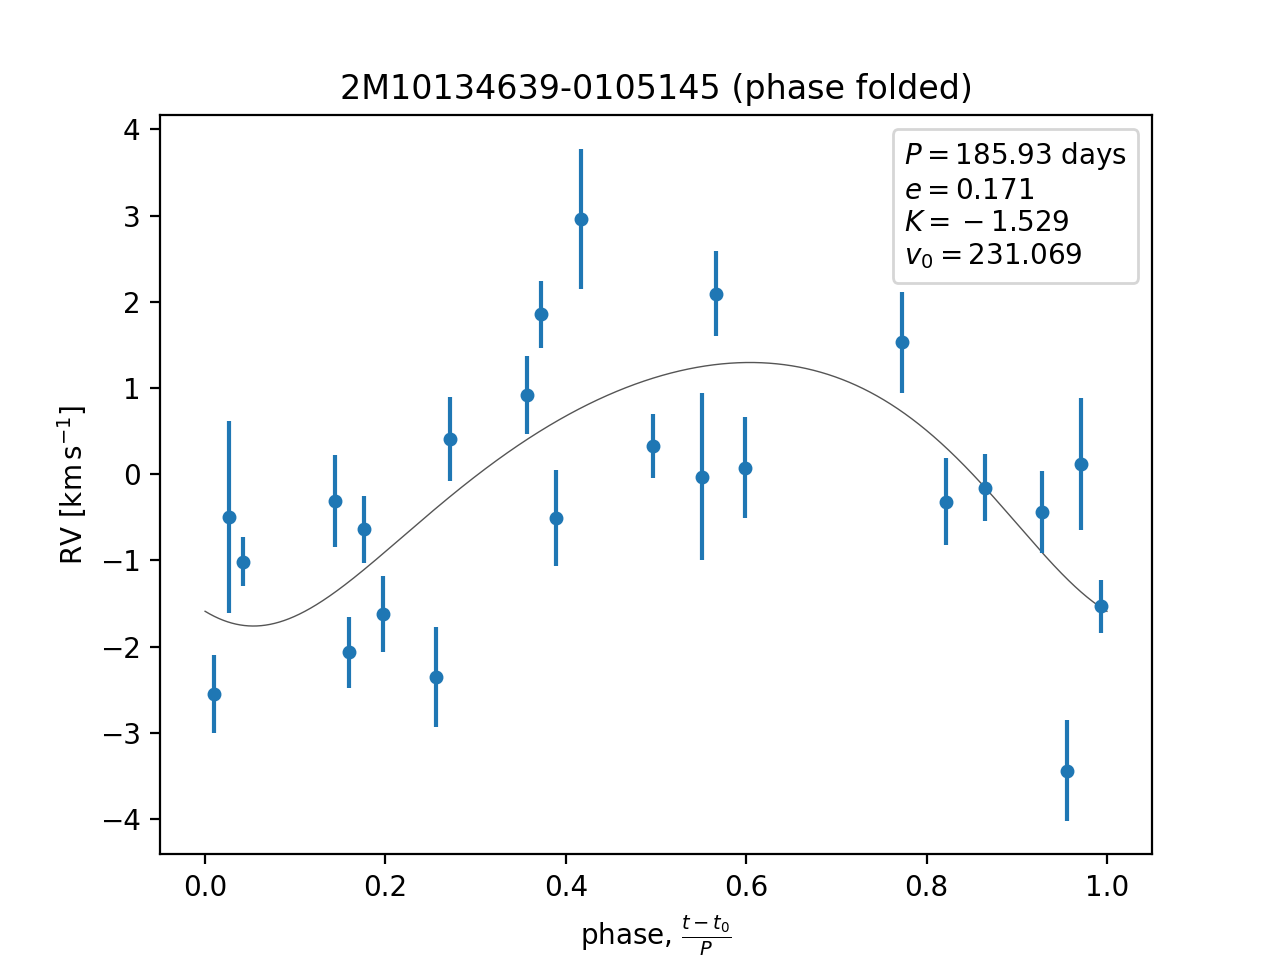 2M10134639-0105145 (phase folded)
P = 185.93 days
e = 0.171
K = −1.529
v₀ = 231.069
4
3
2
1
0
−1
−2
−3
−4
RV [km s⁻¹]
0.0 0.2 0.4 0.6 0.8 1.0
phase, (t − t₀)/P